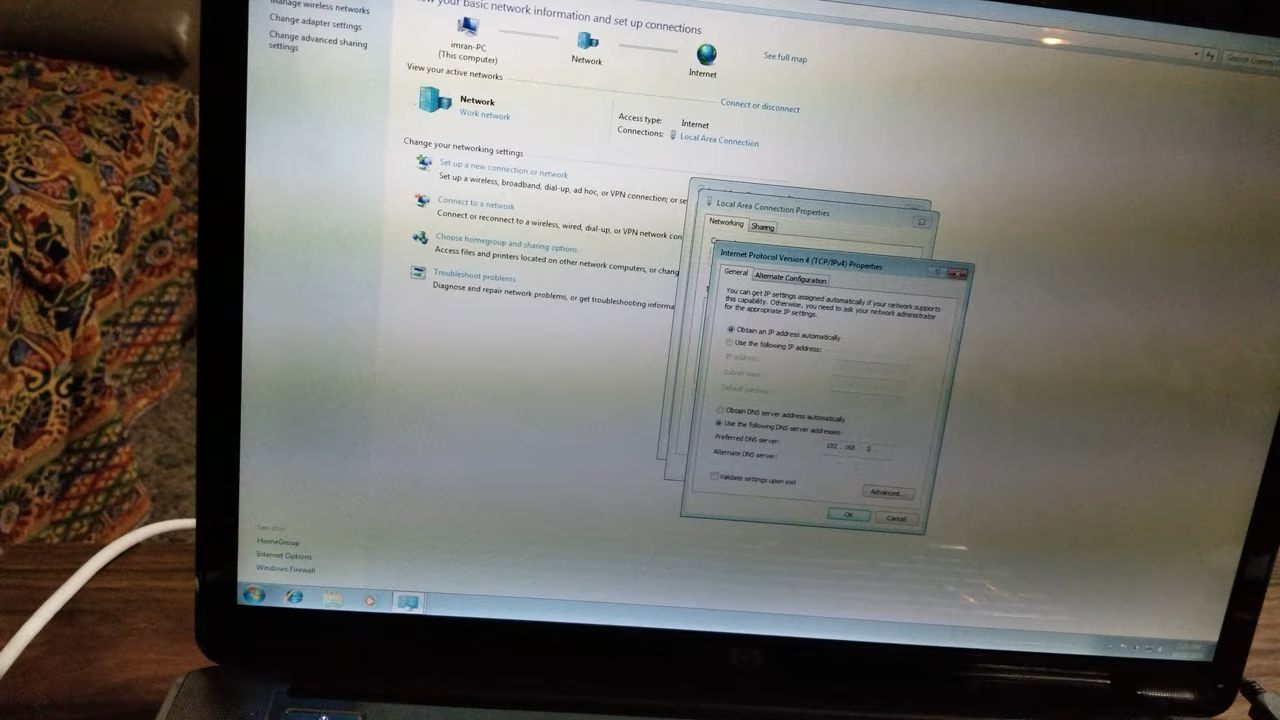 Manage wireless networks
Change adapter settings
Change advanced sharing
settings
your basic network information and set up connections
imran-PC
(This computer)
Network
Internet
See full map
View your active networks
Connect or disconnect
Network
Work network
Access type: Internet
Connections: Local Area Connection
Change your networking settings
Set up a new connection or network
Set up a wireless, broadband, dial-up, ad hoc, or VPN connection; or se
Connect to a network
Connect or reconnect to a wireless, wired, dial-up, or VPN network con
Choose homegroup and sharing options
Access files and printers located on other network computers, or chang
Troubleshoot problems
Diagnose and repair network problems, or get troubleshooting informa
Local Area Connection Properties
Networking Sharing
Internet Protocol Version 4 (TCP/IPv4) Properties
General Alternate Configuration
You can get IP settings assigned automatically if your network supports
this capability. Otherwise, you need to ask your network administrator
for the appropriate IP settings.
Obtain an IP address automatically
Use the following IP address:
IP address:
Subnet mask:
Default gateway:
Obtain DNS server address automatically
Use the following DNS server addresses:
Preferred DNS server: 192 . 168 .
Alternate DNS server:
Validate settings upon exit
Advanced...
OK Cancel
See also
HomeGroup
Internet Options
Windows Firewall